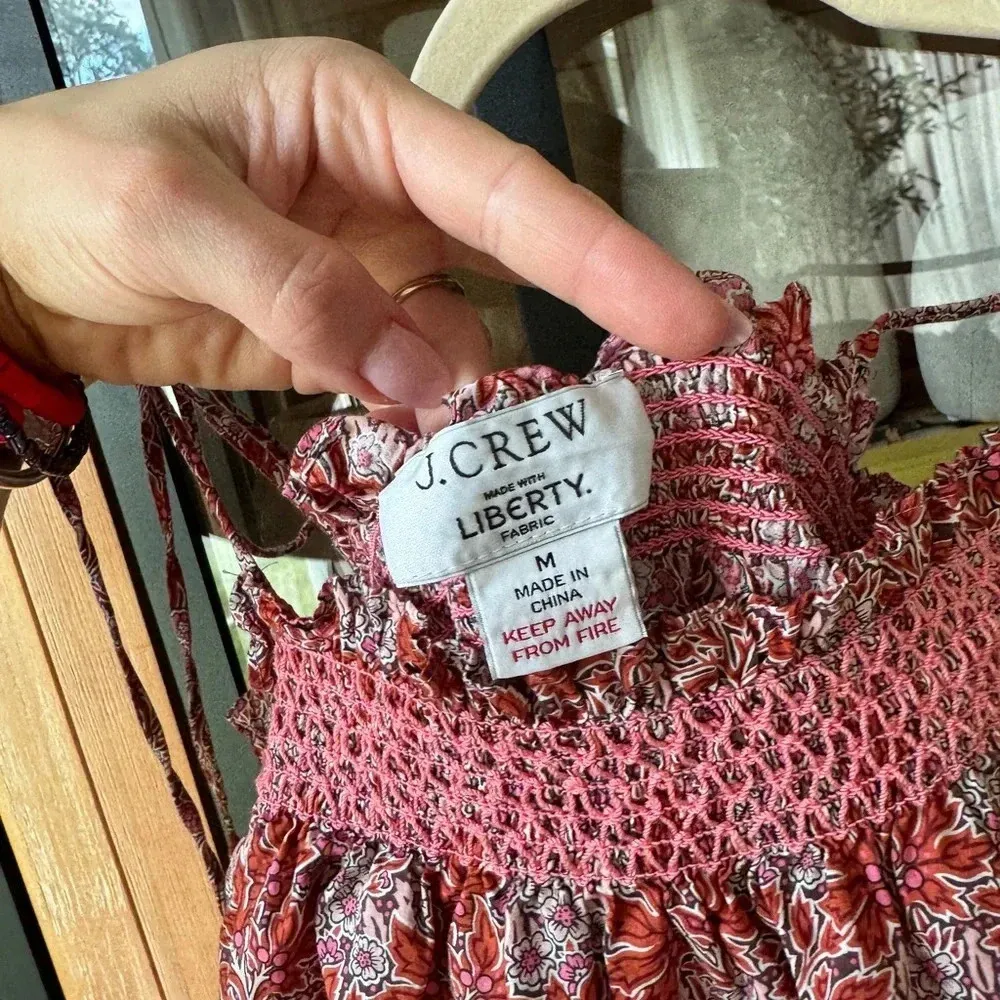 J.CREW
MADE WITH
LIBERTY.
FABRIC
M
MADE IN
CHINA
KEEP AWAY
FROM FIRE